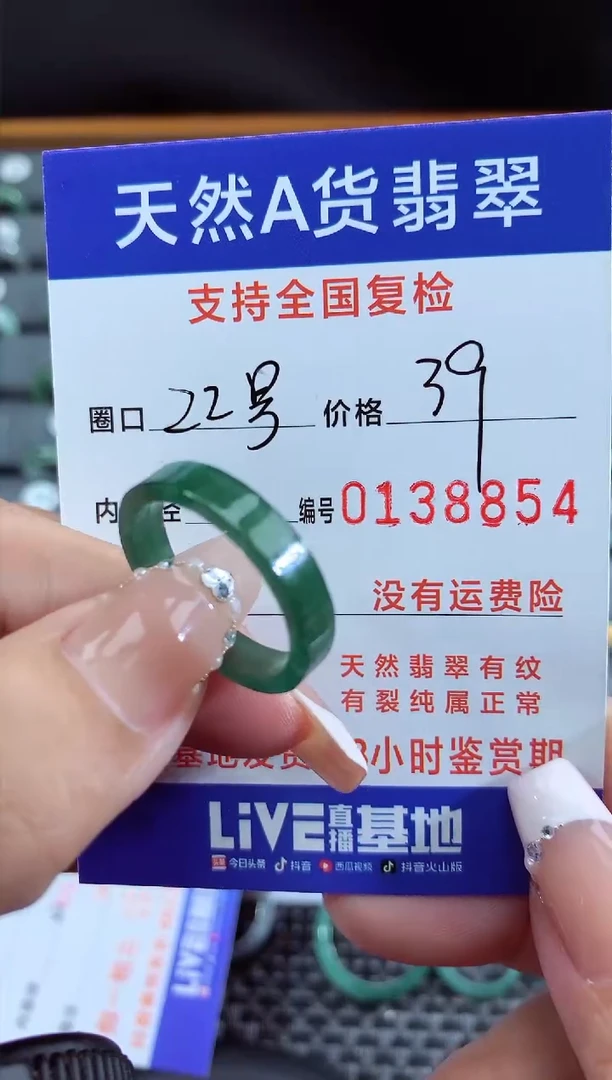 天然A货翡翠
支持全国复检
圈口 22号 价格 39
内 编号 0138854
没有运费险
天然翡翠有纹
有裂纯属正常
小时鉴赏期
LiVE直播基地
今日头条 抖音 西瓜视频 抖音火山版